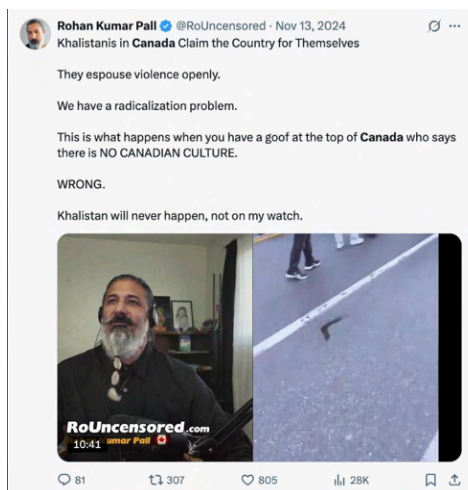 Rohan Kumar Pall @RoUncensored · Nov 13, 2024
Khalistanis in Canada Claim the Country for Themselves
They espouse violence openly.
We have a radicalization problem.
This is what happens when you have a goof at the top of Canada who says
there is NO CANADIAN CULTURE.
WRONG.
Khalistan will never happen, not on my watch.
RoUncensored.com
10:41 umar Pall
81 307 805 28K